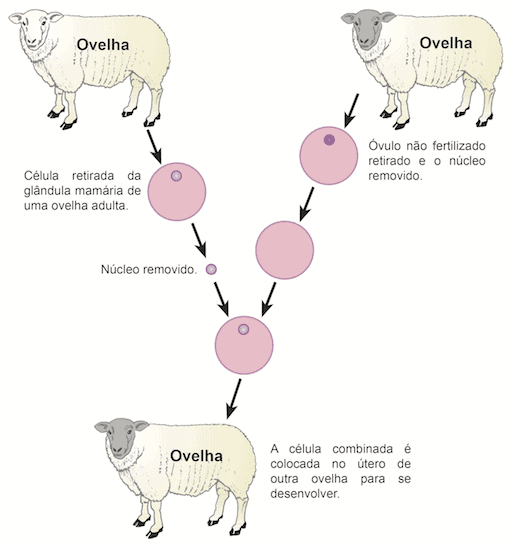 Ovelha
Ovelha
Célula retirada da
glândula mamária de
uma ovelha adulta.
Óvulo não fertilizado
retirado e o núcleo
removido.
Núcleo removido.
Ovelha
A célula combinada é
colocada no útero de
outra ovelha para se
desenvolver.